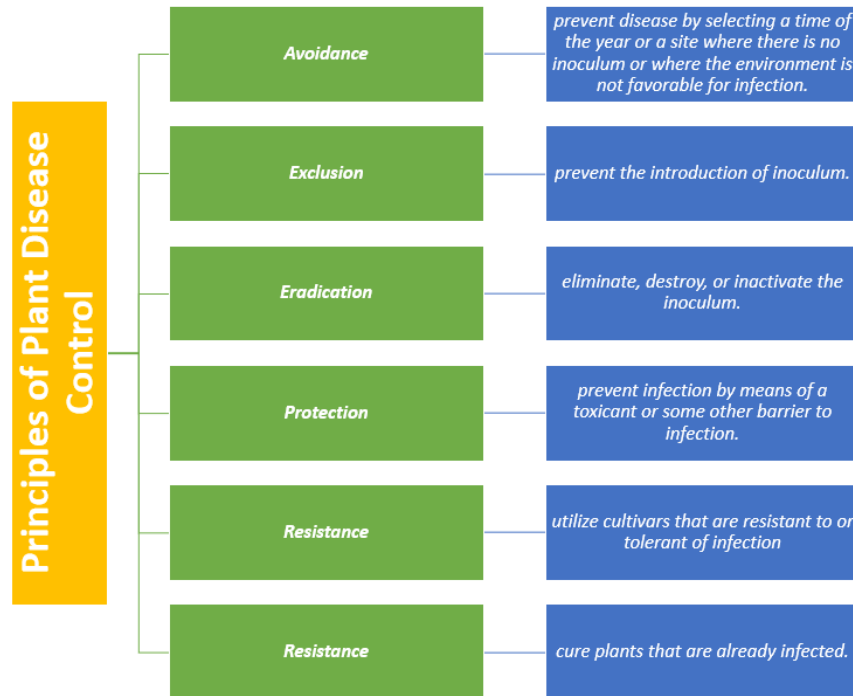 Principles of Plant Disease
Control
Avoidance
prevent disease by selecting a time of
the year or a site where there is no
inoculum or where the environment is
not favorable for infection.
Exclusion
prevent the introduction of inoculum.
Eradication
eliminate, destroy, or inactivate the
inoculum.
Protection
prevent infection by means of a
toxicant or some other barrier to
infection.
Resistance
utilize cultivars that are resistant to or
tolerant of infection
Resistance
cure plants that are already infected.